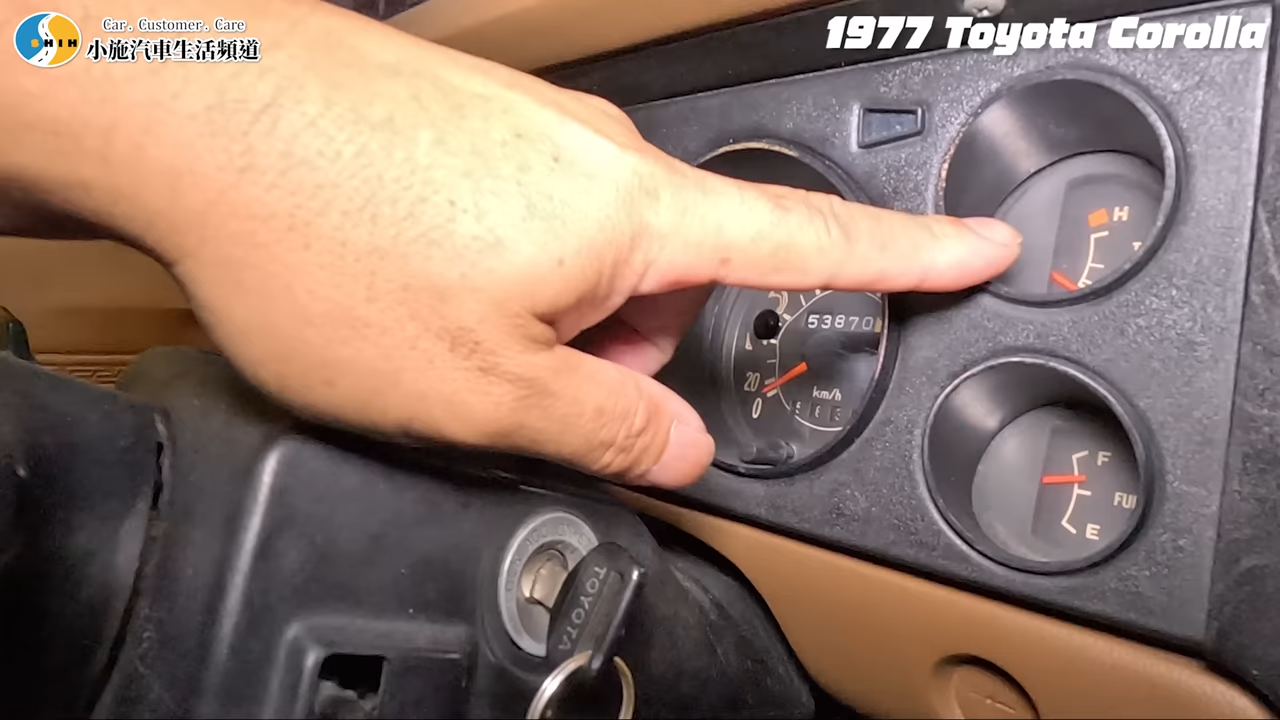 Car. Customer. Care
SHIH
小施汽車生活頻道
1977 Toyota Corolla
H
53870
20
0
km/h
F
E
TOYOTA